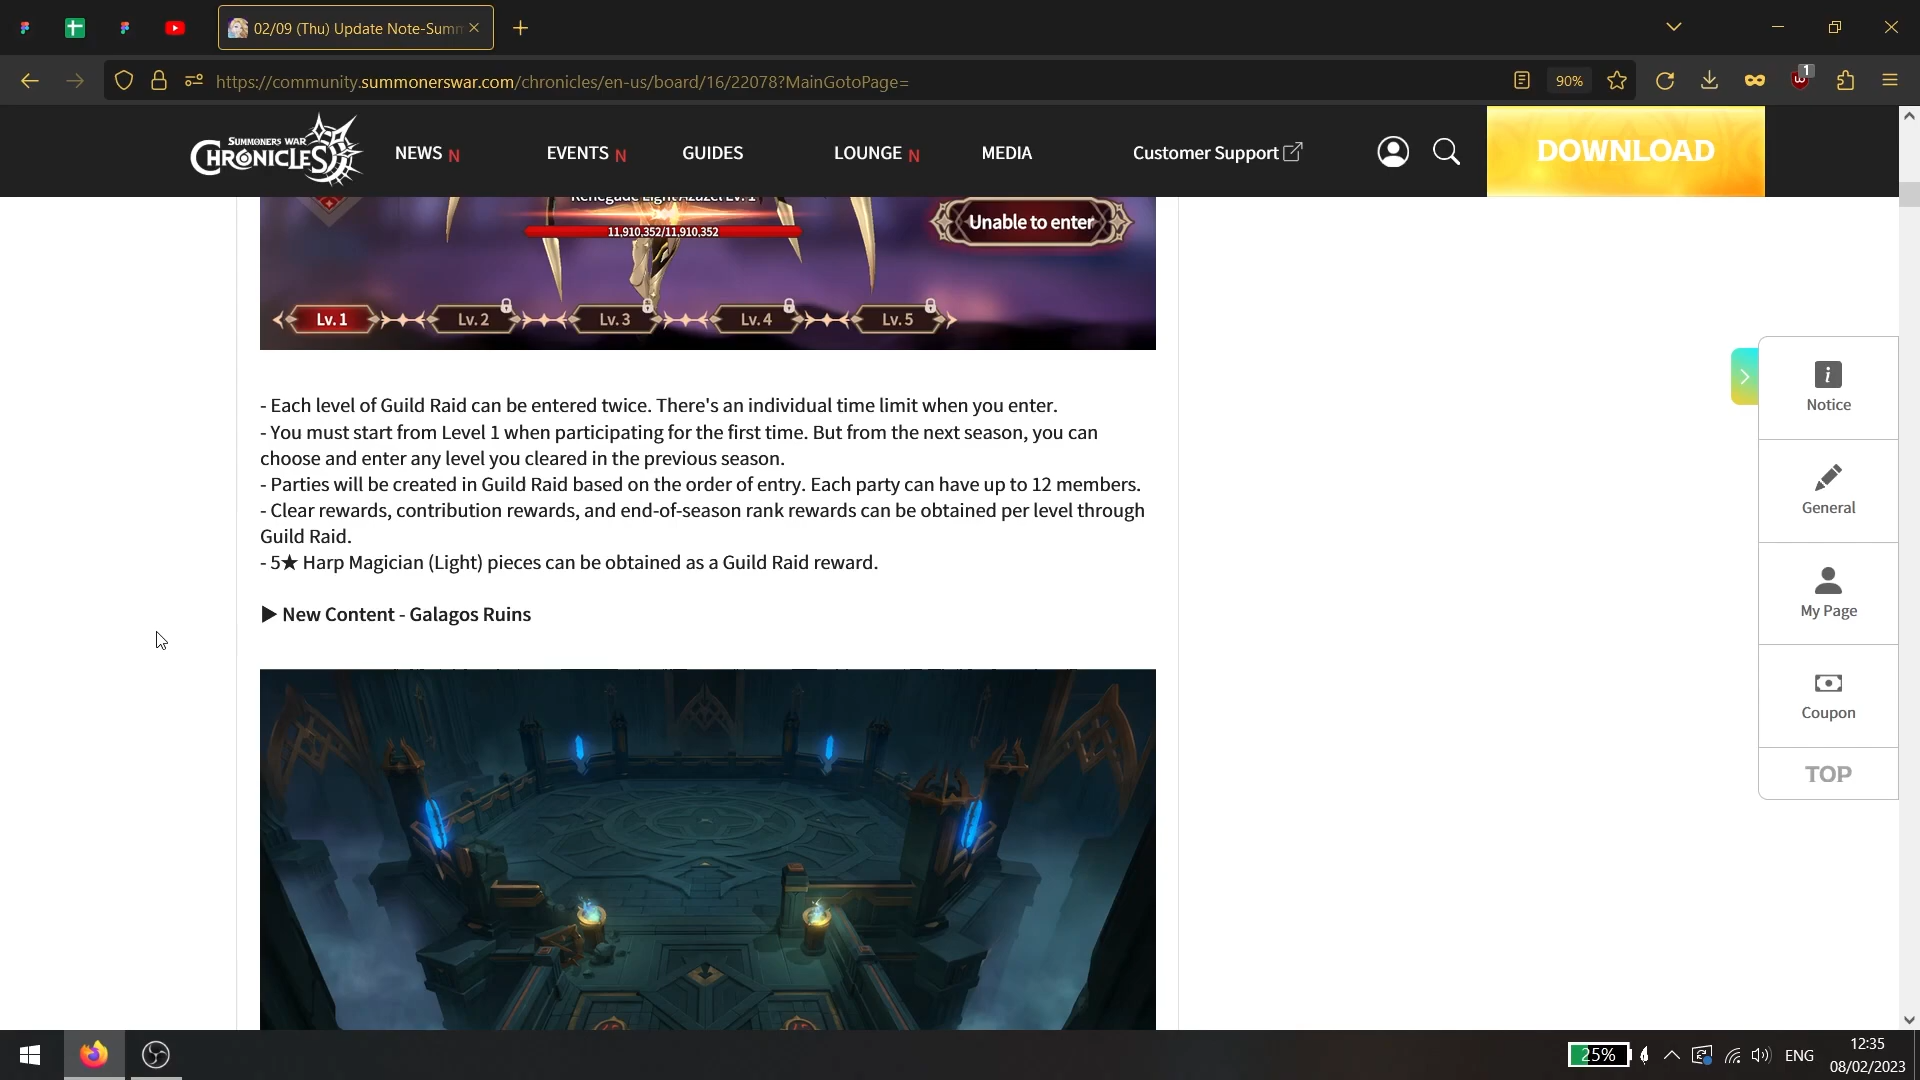 02/09 (Thu) Update Note-Summ
https://community.summonerswar.com/chronicles/en-us/board/16/22078?MainGotoPage=
90%
1
SUMMONERS WAR
CHRONICLES
NEWS N
EVENTS N
GUIDES
LOUNGE N
MEDIA
Customer Support
DOWNLOAD
Renegade Light Azazel Lv. 1
11,910,352/11,910,352
Unable to enter
Lv. 1
Lv. 2
Lv. 3
Lv. 4
Lv. 5
- Each level of Guild Raid can be entered twice. There's an individual time limit when you enter.
- You must start from Level 1 when participating for the first time. But from the next season, you can
choose and enter any level you cleared in the previous season.
- Parties will be created in Guild Raid based on the order of entry. Each party can have up to 12 members.
- Clear rewards, contribution rewards, and end-of-season rank rewards can be obtained per level through
Guild Raid.
- 5★ Harp Magician (Light) pieces can be obtained as a Guild Raid reward.
▶ New Content - Galagos Ruins
Notice
General
My Page
Coupon
TOP
25%
ENG
12:35
08/02/2023